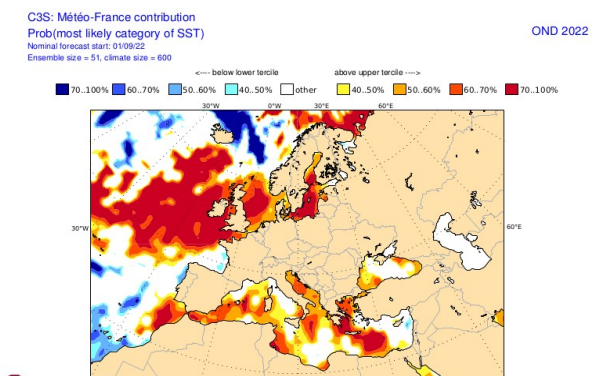 C3S: Météo-France contribution
Prob(most likely category of SST)
OND 2022
Nominal forecast start: 01/09/22
Ensemble size = 51, climate size = 600
<---- below lower tercile above upper tercile ---->
70..100% 60..70% 50..60% 40..50% other 40..50% 50..60% 60..70% 70..100%
30°W 0°W 30°E 60°E
30°W 60°E